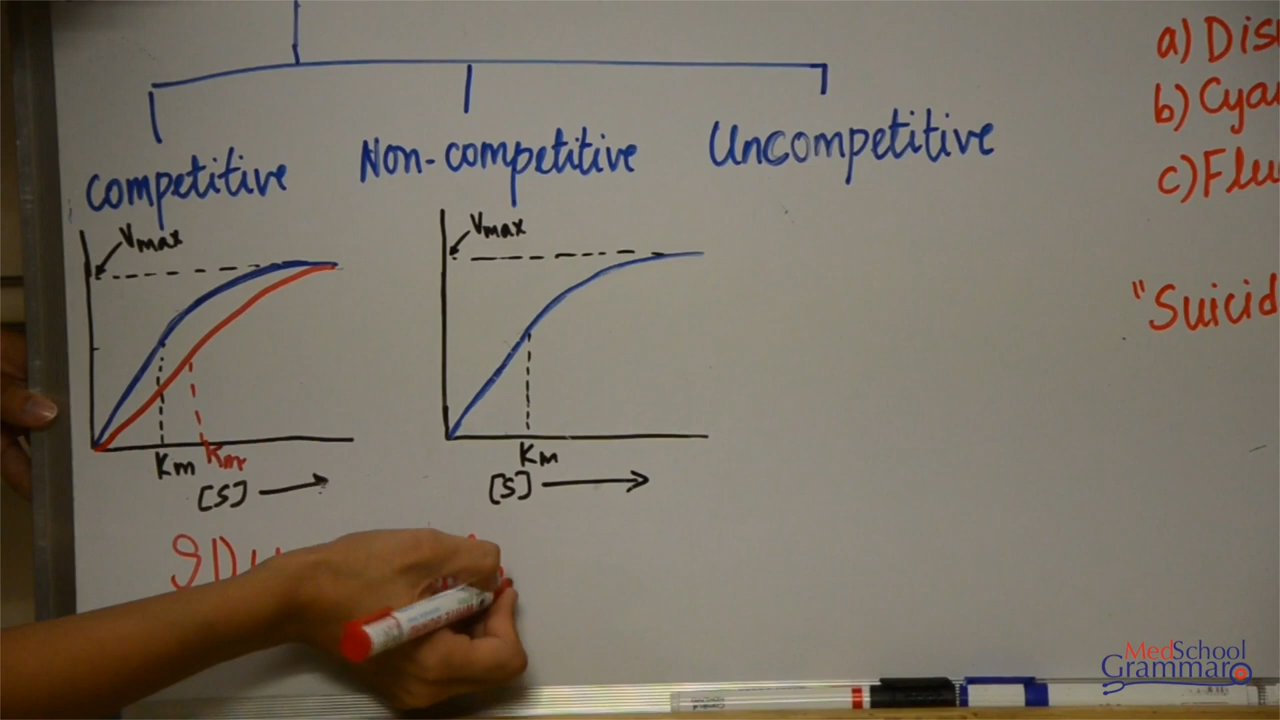 Competitive
Non-competitive
Uncompetitive
Vmax
Km
Km
[S]
Vmax
Km
[S]
a) Dis
b) Cya
c) Flu
"Suicid
MedSchool
Grammar